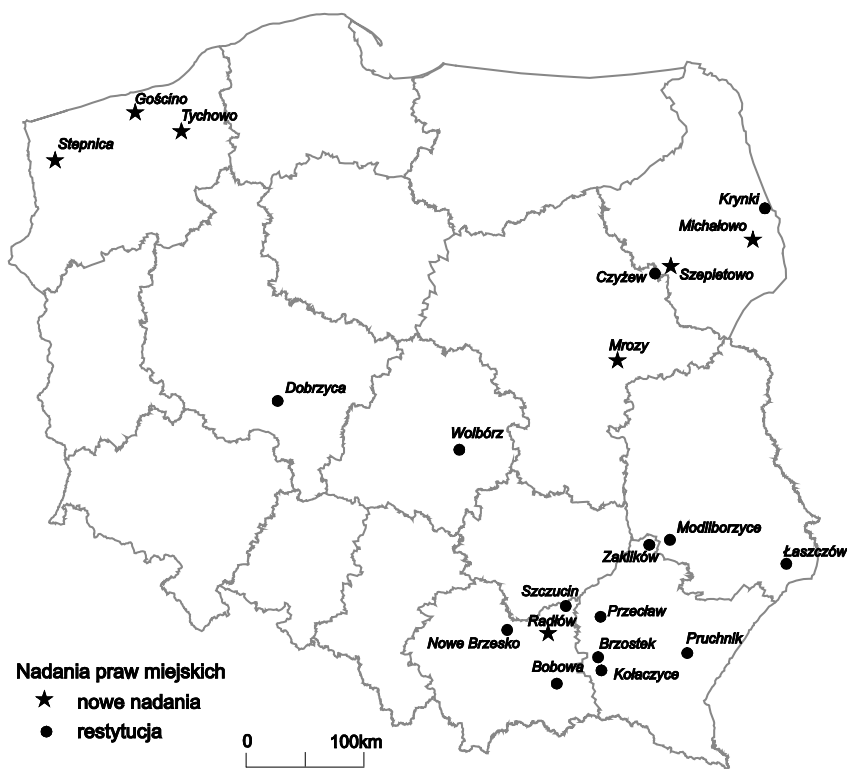 Gościno
Tychowo
Stepnica
Krynki
Michałowo
Czyżew
Szepietowo
Mrozy
Dobrzyca
Wolbórz
Modliborzyce
Zaklików
Łaszczów
Szczucin
Przecław
Radłów
Nowe Brzesko
Brzostek
Pruchnik
Bobowa
Kołaczyce
Nadania praw miejskich
nowe nadania
restytucja
0 100km